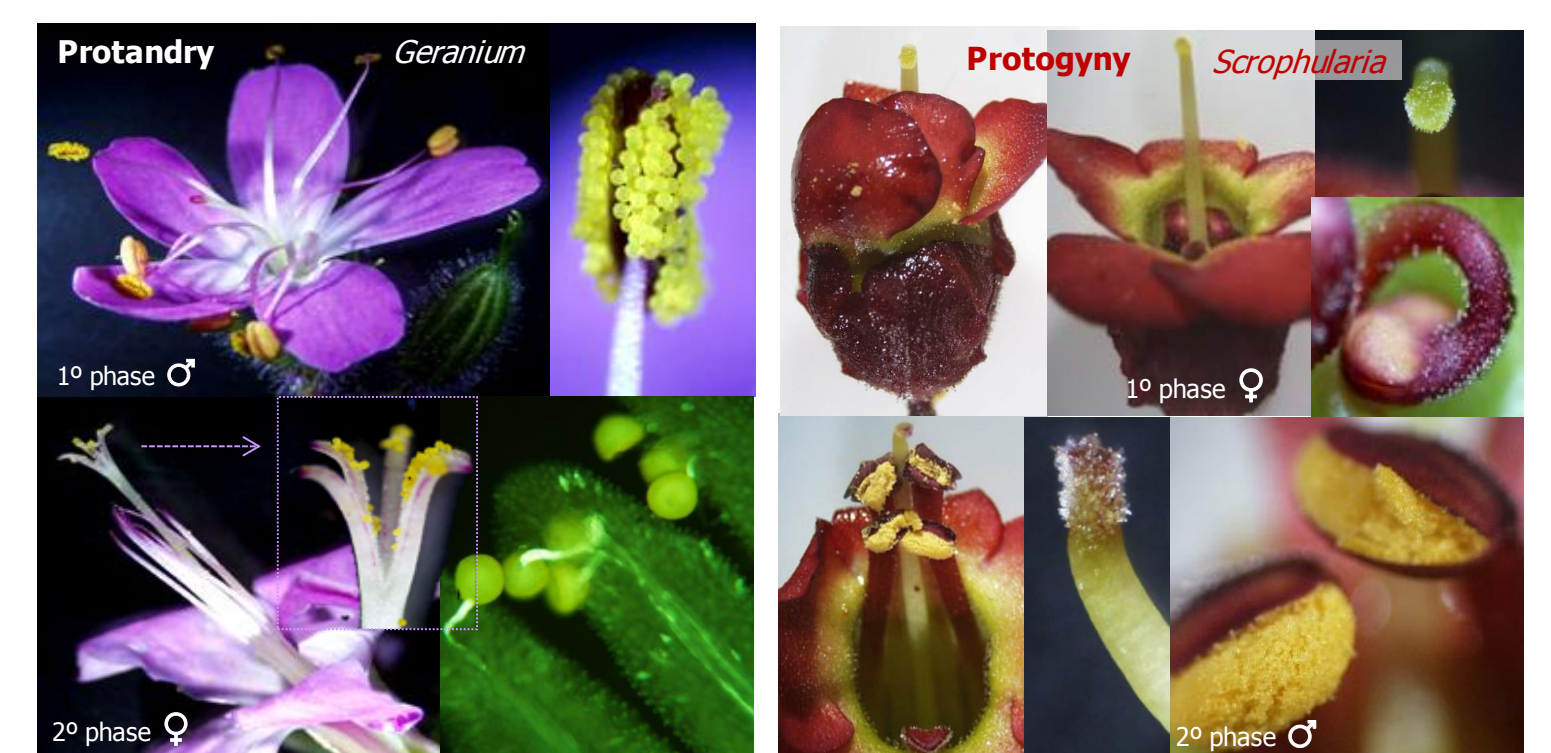 Protandry
Geranium
1º phase ♂
2º phase ♀
Protogyny
Scrophularia
1º phase ♀
2º phase ♂